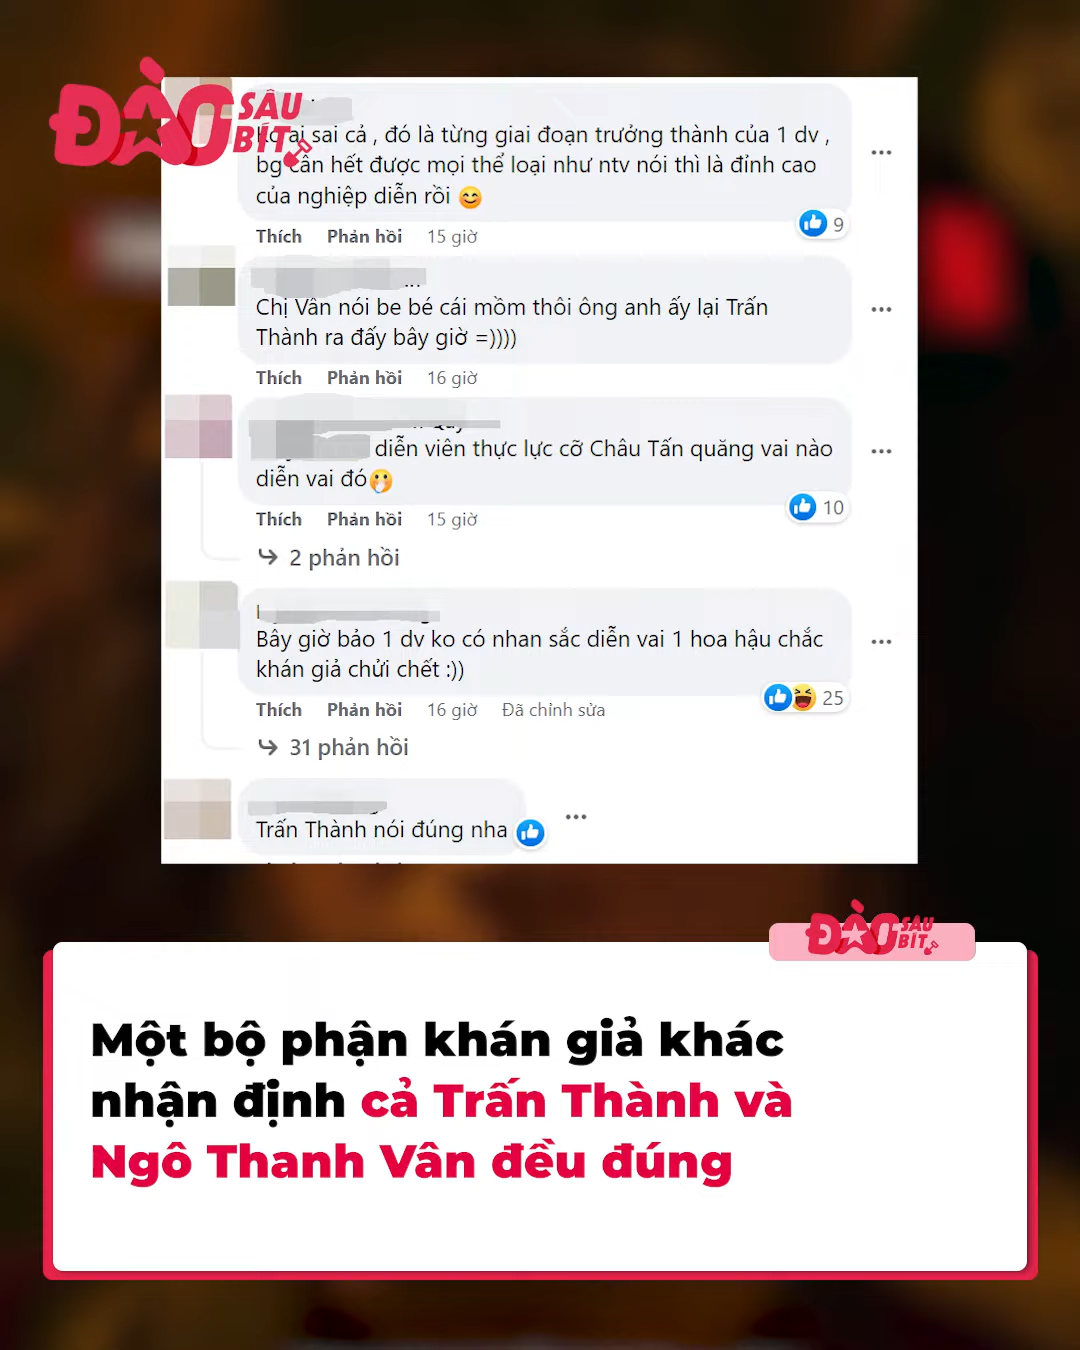 ĐÀO SÂU BÍT
Ko ai sai cả , đó là từng giai đoạn trưởng thành của 1 dv ,
bg cân hết được mọi thể loại như ntv nói thì là đỉnh cao
của nghiệp diễn rồi 😊
9
Thích Phản hồi 15 giờ
Chị Vân nói be bé cái mồm thôi ông anh ấy lại Trấn
Thành ra đấy bây giờ =))))
Thích Phản hồi 16 giờ
diễn viên thực lực cỡ Châu Tấn quăng vai nào
diễn vai đó🤭
10
Thích Phản hồi 15 giờ
2 phản hồi
Bây giờ bảo 1 dv ko có nhan sắc diễn vai 1 hoa hậu chắc
khán giả chửi chết :))
25
Thích Phản hồi 16 giờ Đã chỉnh sửa
31 phản hồi
Trấn Thành nói đúng nha
ĐÀO SÂU BÍT
Một bộ phận khán giả khác
nhận định cả Trấn Thành và
Ngô Thanh Vân đều đúng